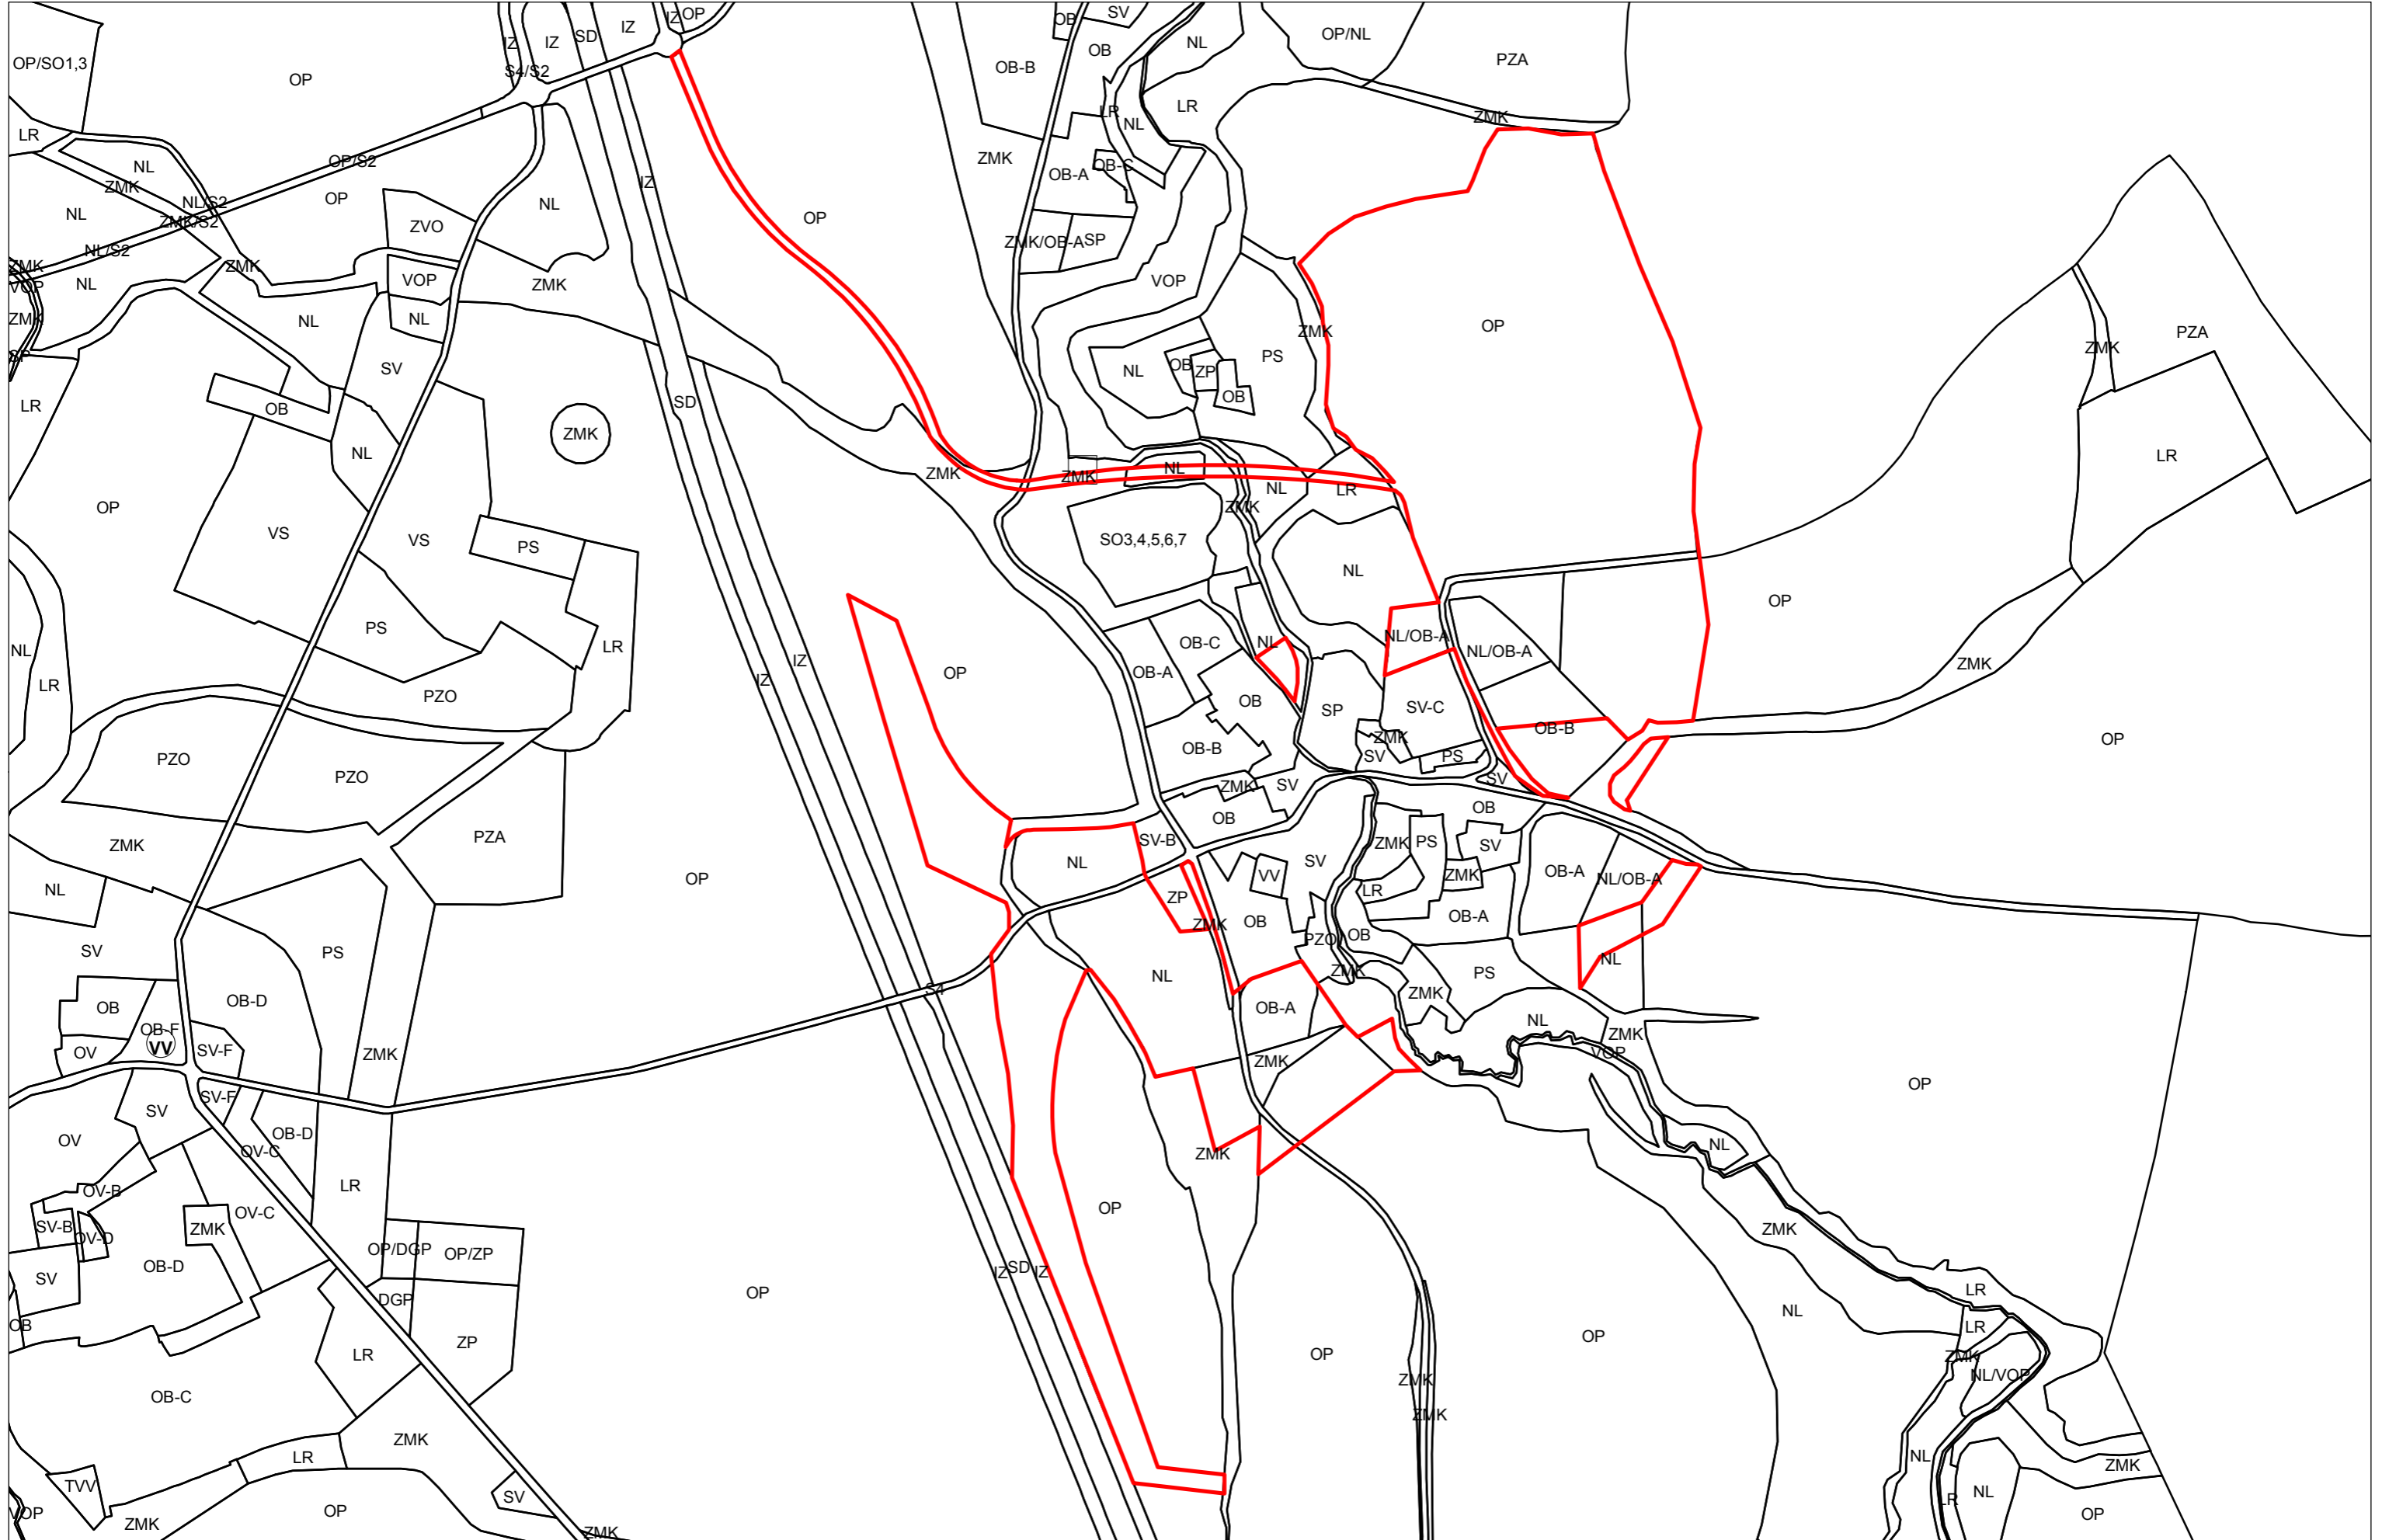 IZ OP
OB
SV
IZ
SD
IZ
IZ
OP/NL
NL
OB
OP/SO1,3
OP
S4/S2
OB-B
PZA
LR
NL
LR
ZMK
LR
NL
OP/S2
ZMK
OB-C
OB-A
ZMK
IZ
NL
NL/S2
OP
NL
NL
ZMK/S2
OP
ZVO
ZMK/OB-A
SP
NL/S2
ZMK
ZMK
VOP
VOP
NL
VOP
ZMK
ZMK
NL
NL
OP
ZMK
PZA
SP
PS
ZMK
SV
NL
OB
ZP
LR
OB
SD
OB
ZMK
NL
LR
ZMK
ZMK
NL
NL
LR
OP
ZMK
VS
VS
SO3,4,5,6,7
PS
NL
OP
PS
NL/OB-A
OB-C
NL
LR
NL
NL/OB-A
IZ
ZMK
OB-A
OP
IZ
LR
PZO
OB
SP
SV-C
OB-B
ZMK
OP
OB-B
SV
PS
PZO
PZO
SV
ZMK
SV
OB
OB
PZA
SV-B
ZMK
PS
SV
ZMK
NL
SV
OB-A
OP
VV
ZMK
NL/OB-A
NL
LR
ZP
OB-A
ZMK
OB
OB
PZO
SV
PS
NL
ZMK
PS
NL
S4
ZMK
OB-D
OB
OB-A
NL
OB-F
ZMK
VV
SV-F
OV
ZMK
VOP
ZMK
OP
SV-F
SV
OB-D
OV
NL
OV-C
ZMK
LR
OV-B
OP
OV-C
SV-B
ZMK
ZMK
OV-D
OP/DGP
OP/ZP
OB-D
SD
IZ
IZ
SV
LR
OP
DGP
NL
OB
LR
OP
ZP
OP
LR
ZMK
NL/VOP
ZMK
OB-C
ZMK
ZMK
LR
NL
ZMK
TVV
NL
SV
LR
OP
VOP
OP
ZMK
ZMK